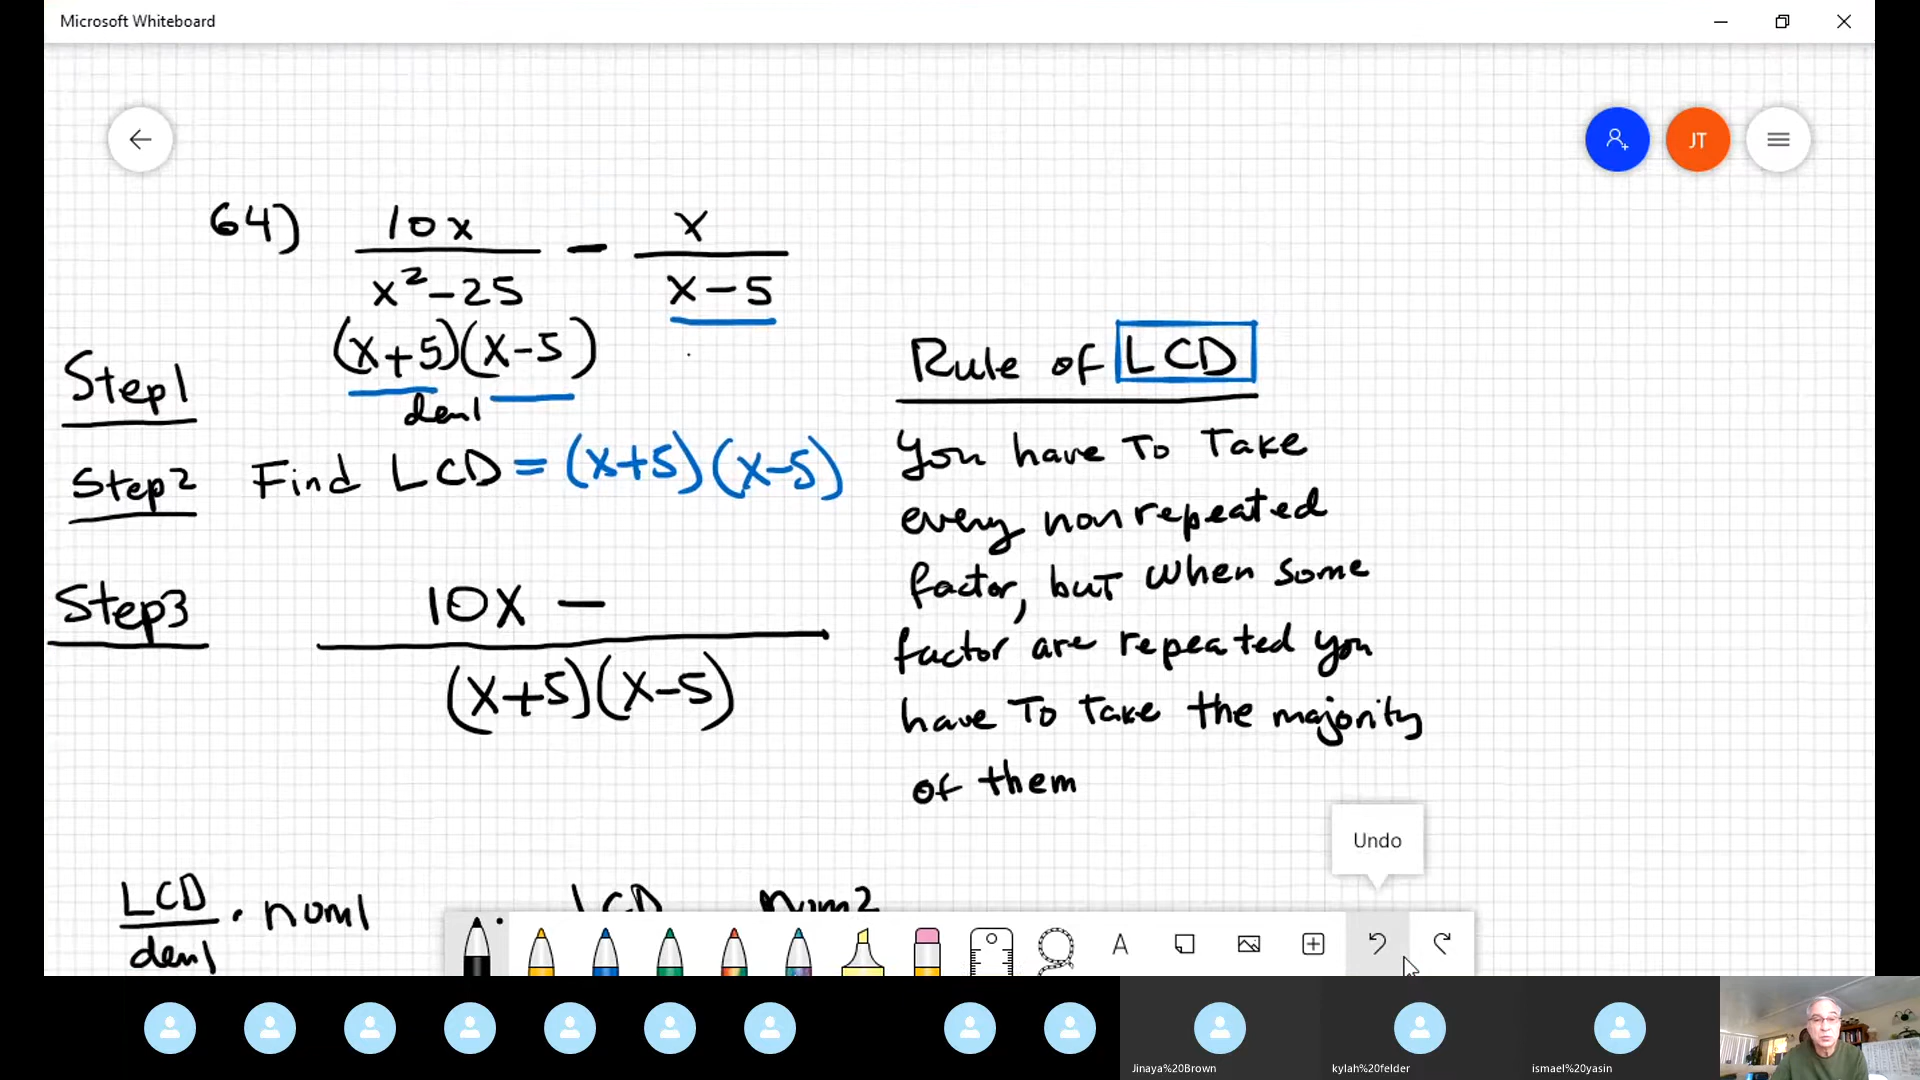 Microsoft Whiteboard
JT
64) 10x / x²-25 - x / x-5
Step1 (x+5)(x-5)
den1
Step2 Find LCD = (x+5)(x-5)
Step3 10X - / (x+5)(x-5)
Rule of LCD
You have To Take
every nonrepeated
factor, but when some
factor are repeated you
have To Take the majority
of them
LCD / den1 · num1
LCD num2
Undo
A
Jinaya%20Brown
kylah%20felder
ismael%20yasin